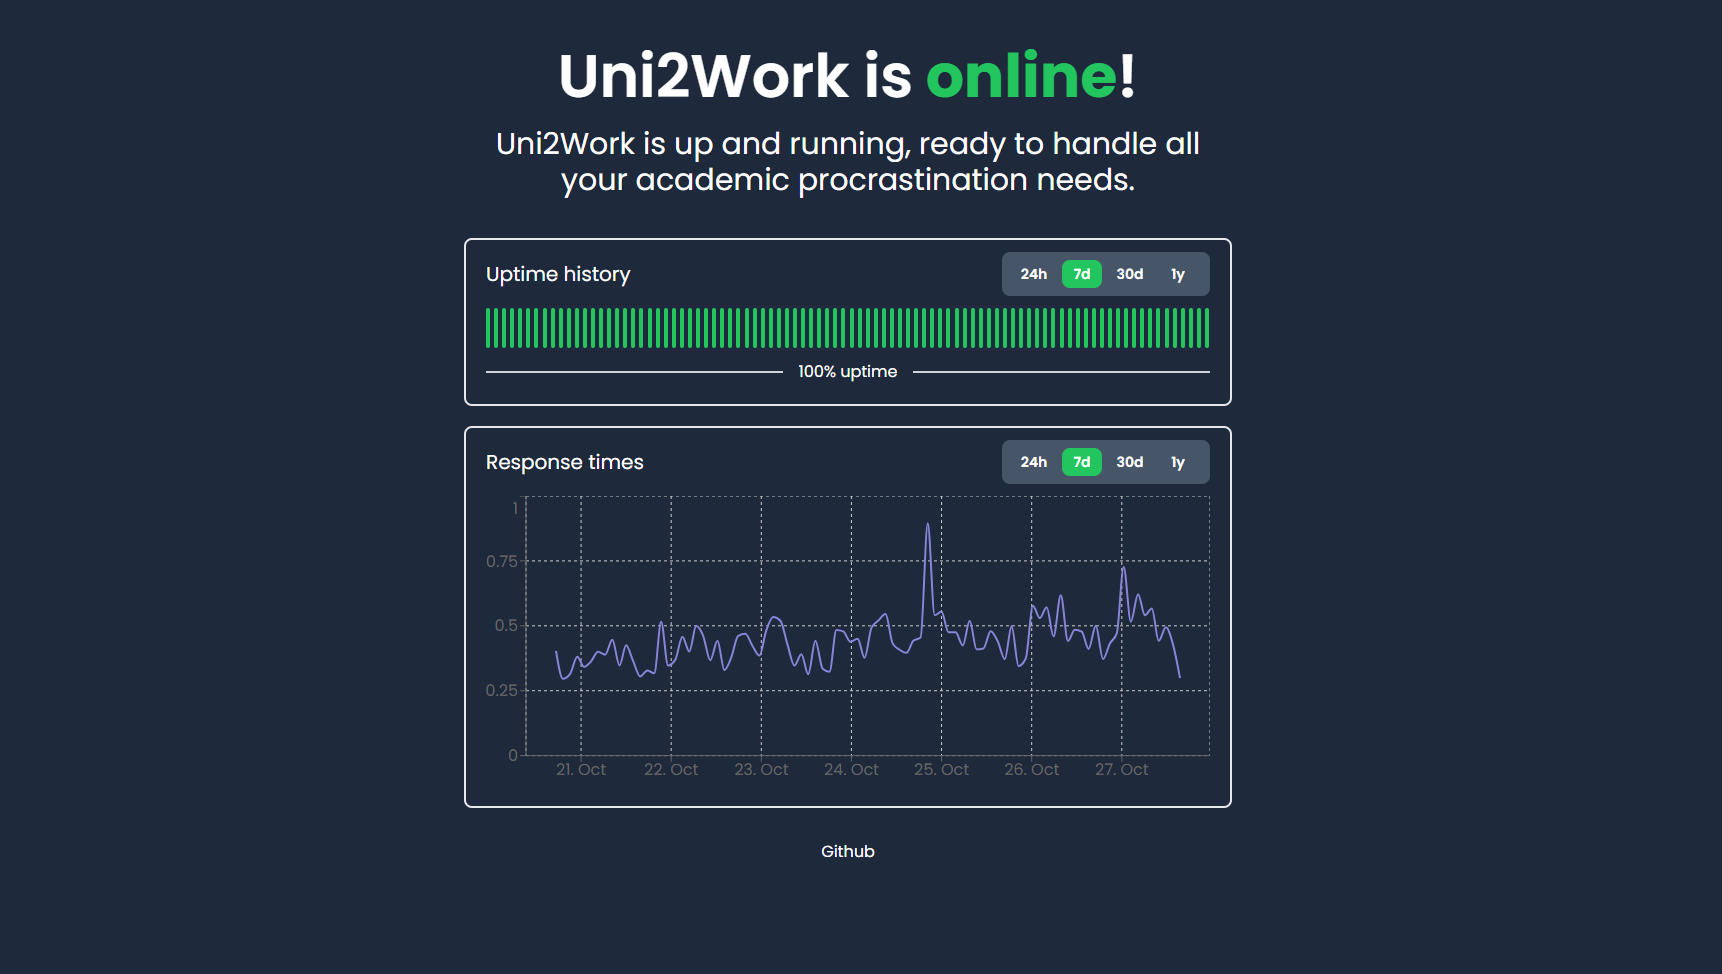 Uni2Work is online!
Uni2Work is up and running, ready to handle all
your academic procrastination needs.
Uptime history
24h 7d 30d 1y
100% uptime
Response times
24h 7d 30d 1y
1
0.75
0.5
0.25
0
21. Oct 22. Oct 23. Oct 24. Oct 25. Oct 26. Oct 27. Oct
Github